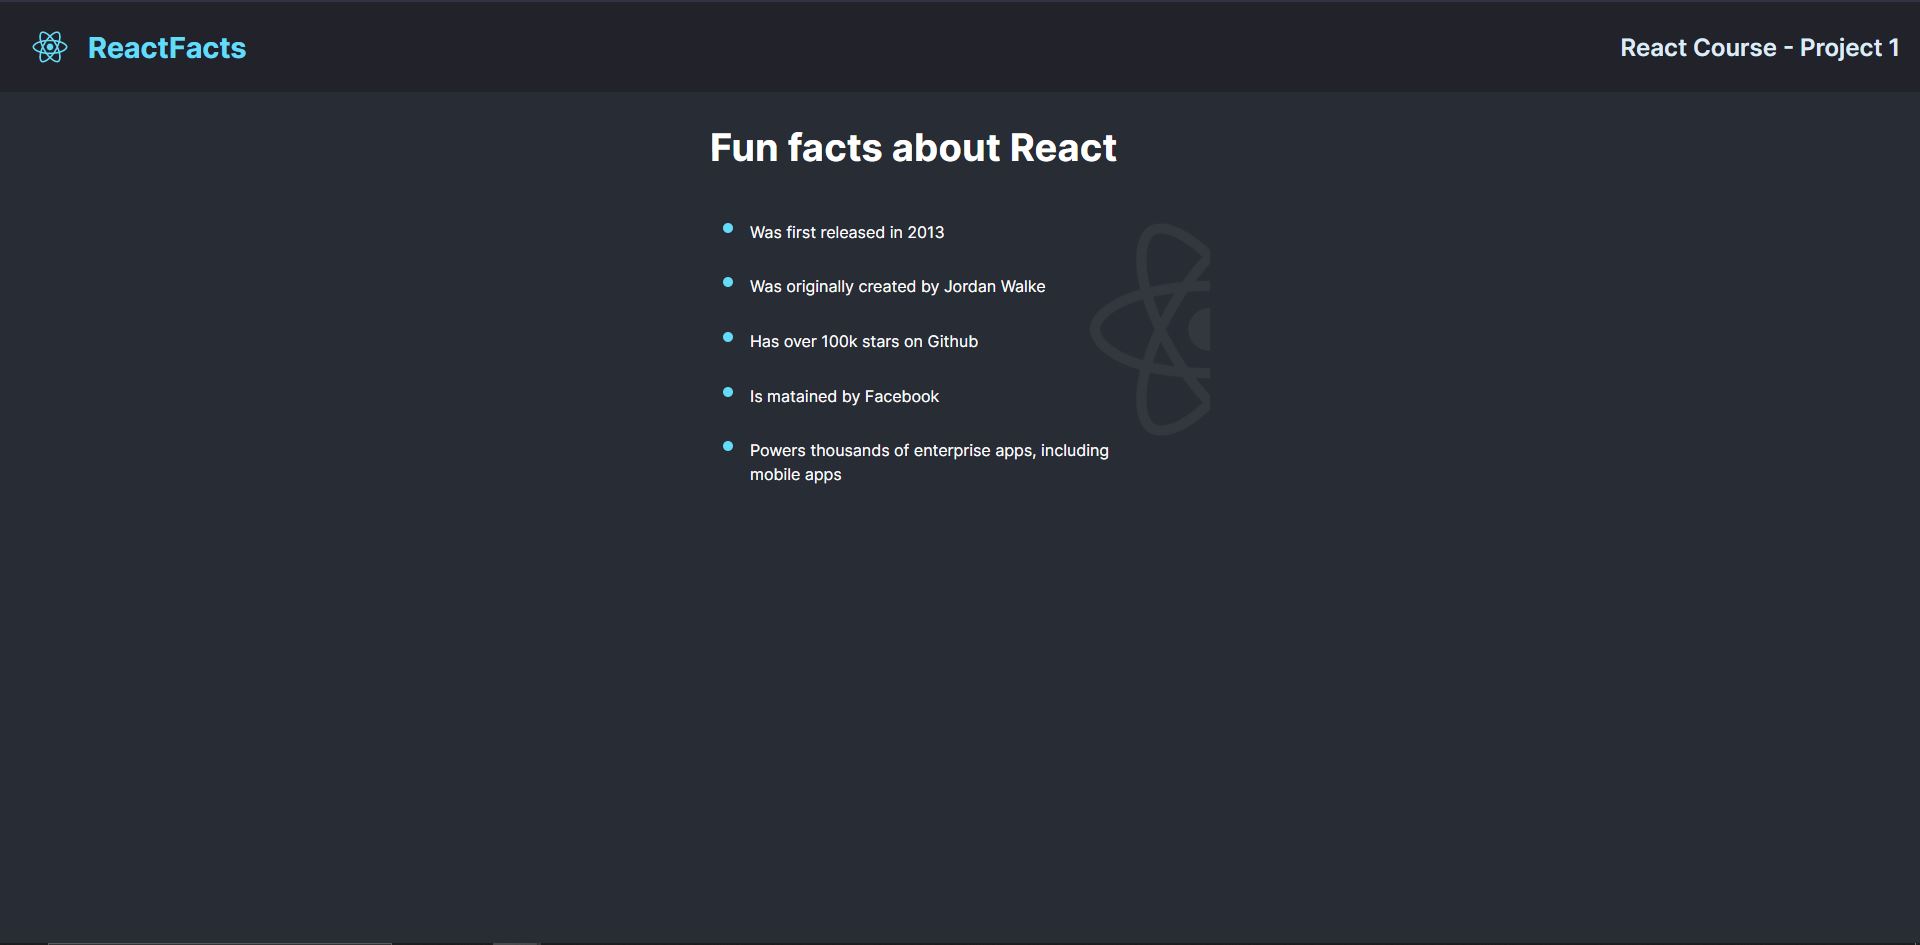 ReactFacts
React Course - Project 1
Fun facts about React
Was first released in 2013
Was originally created by Jordan Walke
Has over 100k stars on Github
Is matained by Facebook
Powers thousands of enterprise apps, including
mobile apps